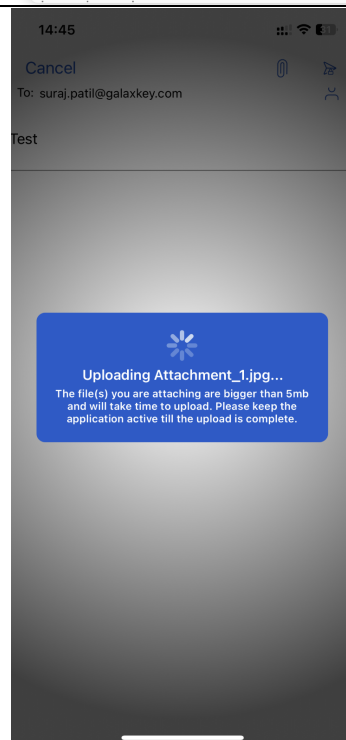 14:45
Cancel
To: suraj.patil@galaxkey.com
Test
Uploading Attachment_1.jpg...
The file(s) you are attaching are bigger than 5mb
and will take time to upload. Please keep the
application active till the upload is complete.